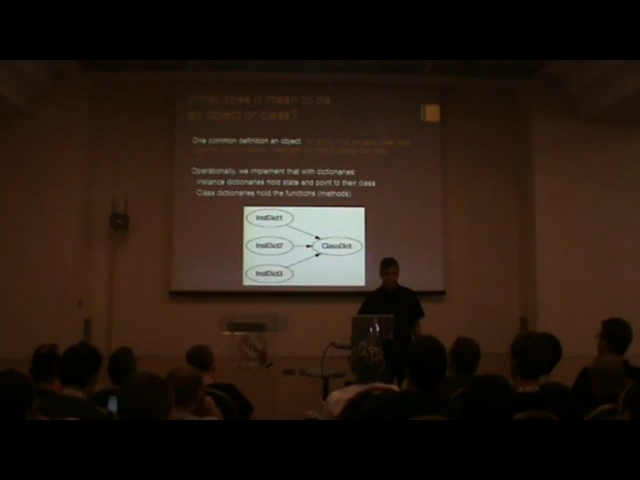 What does it mean to be
an object or class?
One common definition an object:
Operationally, we implement that with dictionaries:
Instance dictionaries hold state and point to their class
Class dictionaries hold the functions (methods)
InstDict1
InstDict2
ClassDict
InstDict3